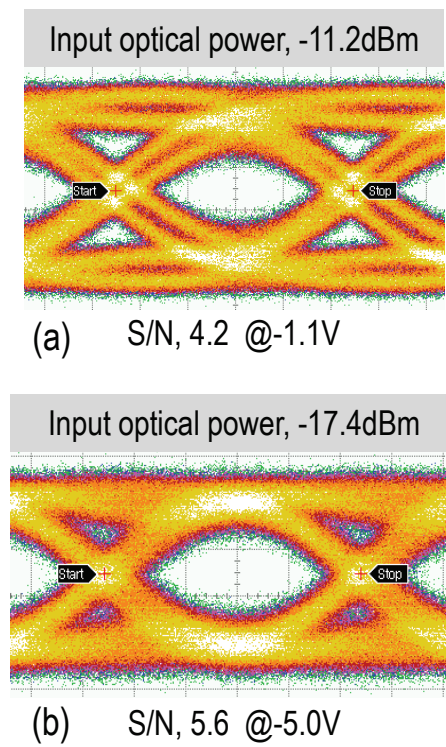 Input optical power, -11.2dBm
Start Stop
(a) S/N, 4.2 @-1.1V
Input optical power, -17.4dBm
Start Stop
(b) S/N, 5.6 @-5.0V